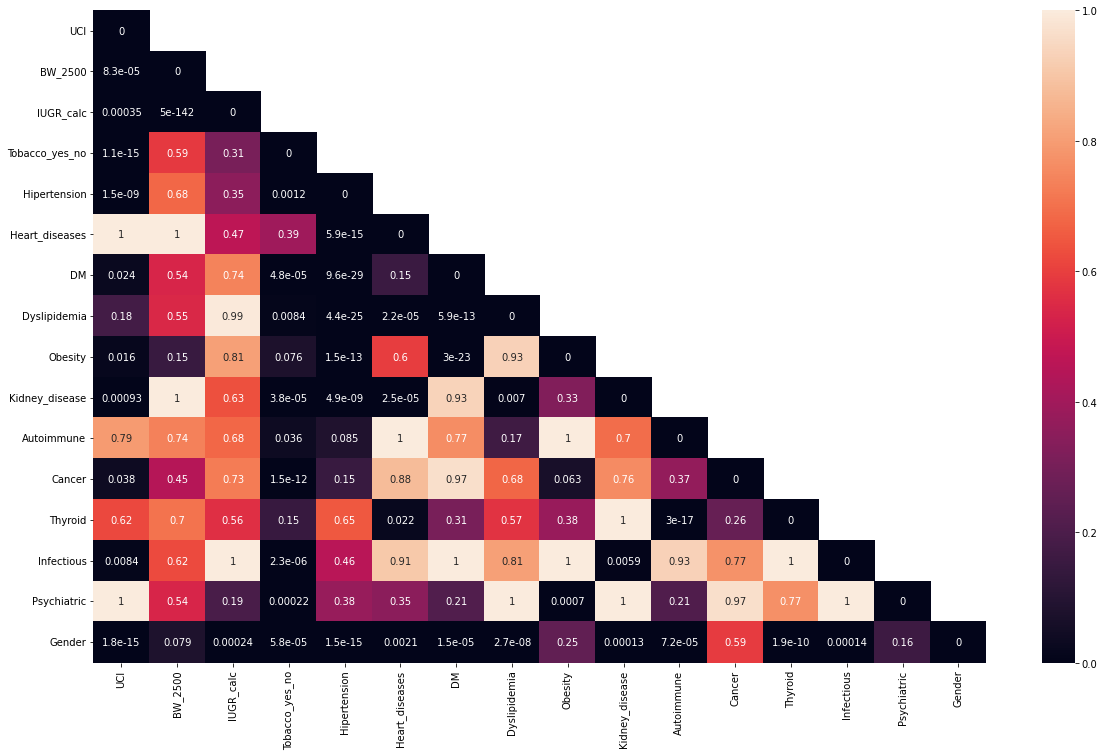 1.0
UCI 0
BW_2500 8.3e-05 0
0.8
IUGR_calc 0.00035 5e-142 0
Tobacco_yes_no 1.1e-15 0.59 0.31 0
Hipertension 1.5e-09 0.68 0.35 0.0012 0
Heart_diseases 1 1 0.47 0.39 5.9e-15 0
0.6
DM 0.024 0.54 0.74 4.8e-05 9.6e-29 0.15 0
Dyslipidemia 0.18 0.55 0.99 0.0084 4.4e-25 2.2e-05 5.9e-13 0
Obesity 0.016 0.15 0.81 0.076 1.5e-13 0.6 3e-23 0.93 0
Kidney_disease 0.00093 1 0.63 3.8e-05 4.9e-09 2.5e-05 0.93 0.007 0.33 0
0.4
Autoimmune 0.79 0.74 0.68 0.036 0.085 1 0.77 0.17 1 0.7 0
Cancer 0.038 0.45 0.73 1.5e-12 0.15 0.88 0.97 0.68 0.063 0.76 0.37 0
Thyroid 0.62 0.7 0.56 0.15 0.65 0.022 0.31 0.57 0.38 1 3e-17 0.26 0
0.2
Infectious 0.0084 0.62 1 2.3e-06 0.46 0.91 1 0.81 1 0.0059 0.93 0.77 1 0
Psychiatric 1 0.54 0.19 0.00022 0.38 0.35 0.21 1 0.0007 1 0.21 0.97 0.77 1 0
Gender 1.8e-15 0.079 0.00024 5.8e-05 1.5e-15 0.0021 1.5e-05 2.7e-08 0.25 0.00013 7.2e-05 0.59 1.9e-10 0.00014 0.16 0
0.0
UCI
BW_2500
IUGR_calc
Tobacco_yes_no
Hipertension
Heart_diseases
DM
Dyslipidemia
Obesity
Kidney_disease
Autoimmune
Cancer
Thyroid
Infectious
Psychiatric
Gender